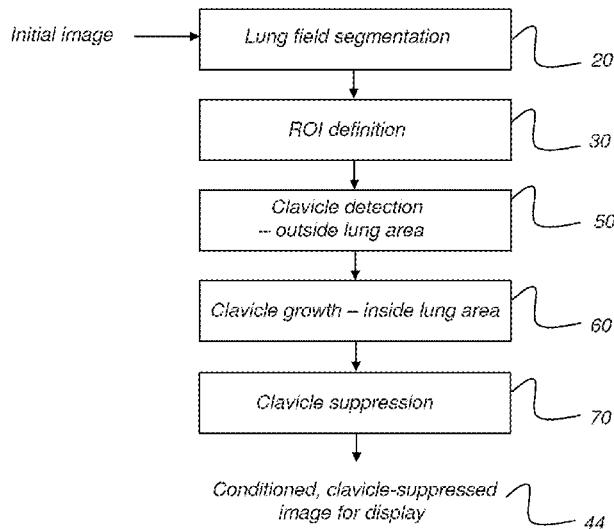 Initial image
Lung field segmentation
20
ROI definition
30
Clavicle detection
– outside lung area
50
Clavicle growth – inside lung area
60
Clavicle suppression
70
Conditioned, clavicle-suppressed
image for display
44